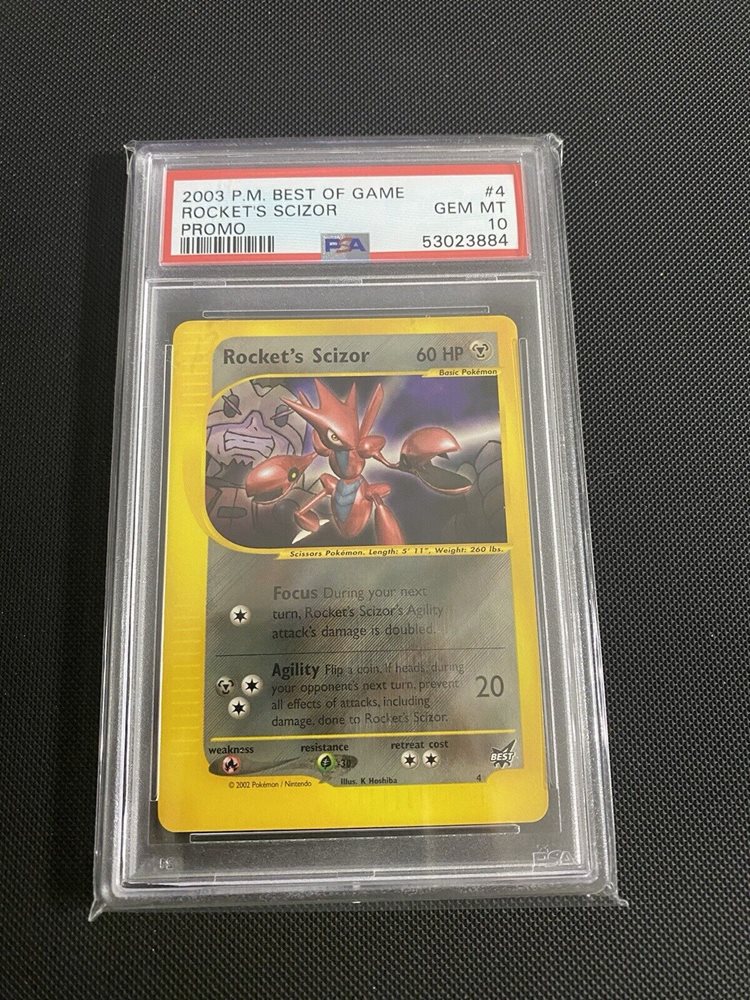 2003 P.M. BEST OF GAME #4
ROCKET'S SCIZOR GEM MT
PROMO 10
PSA 53023884
Rocket's Scizor 60 HP
Basic Pokémon
Scissors Pokémon. Length: 5' 11", Weight: 260 lbs.
Focus During your next
turn, Rocket's Scizor's Agility
attack's damage is doubled.
Agility Flip a coin. If heads, during
your opponent's next turn, prevent
all effects of attacks, including
damage, done to Rocket's Scizor.
20
weakness resistance retreat cost
-30
BEST
© 2002 Pokémon / Nintendo Illus. K Hoshiba 4
PSA